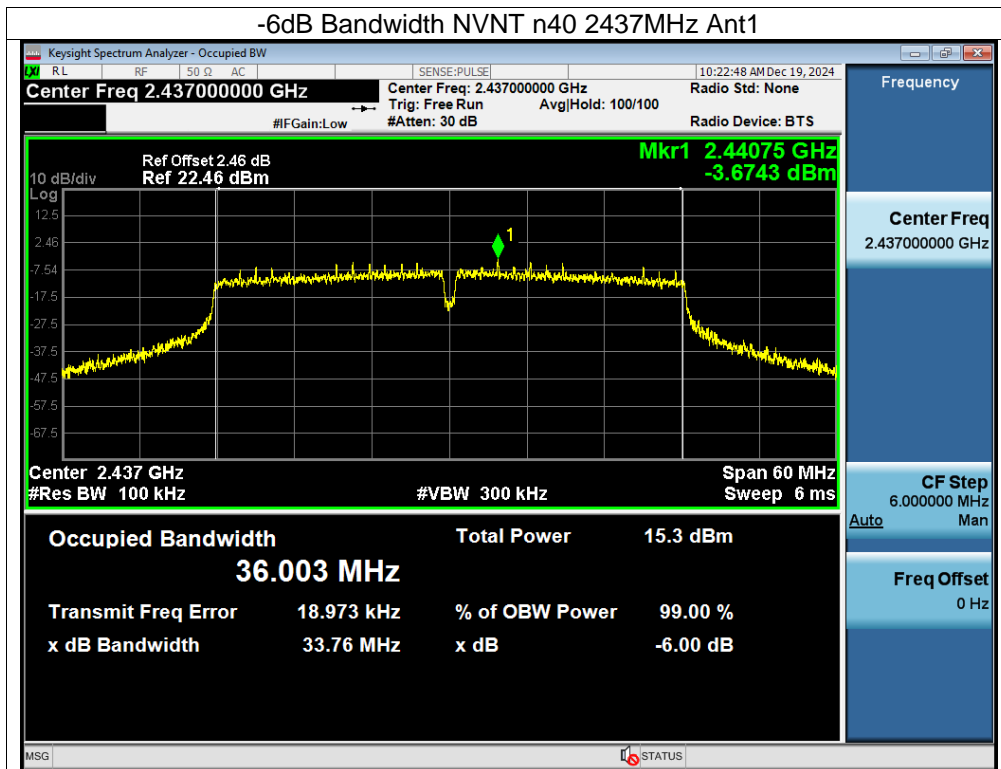 -6dB Bandwidth NVNT n40 2437MHz Ant1
Keysight Spectrum Analyzer - Occupied BW
LXI RL RF 50 Ω AC SENSE:PULSE 10:22:48 AM Dec 19, 2024
Center Freq 2.437000000 GHz
Center Freq: 2.437000000 GHz
Radio Std: None
Trig: Free Run Avg|Hold: 100/100
#IFGain:Low
#Atten: 30 dB
Radio Device: BTS
Frequency
Ref Offset 2.46 dB
Mkr1 2.44075 GHz
10 dB/div Ref 22.46 dBm
-3.6743 dBm
Log
12.5
2.46
-7.54
-17.5
-27.5
-37.5
-47.5
-57.5
-67.5
1
Center 2.437 GHz
Span 60 MHz
#Res BW 100 kHz
#VBW 300 kHz
Sweep 6 ms
Center Freq
2.437000000 GHz
CF Step
6.000000 MHz
Auto Man
Freq Offset
0 Hz
Occupied Bandwidth
Total Power 15.3 dBm
36.003 MHz
Transmit Freq Error 18.973 kHz % of OBW Power 99.00 %
x dB Bandwidth 33.76 MHz x dB -6.00 dB
MSG STATUS